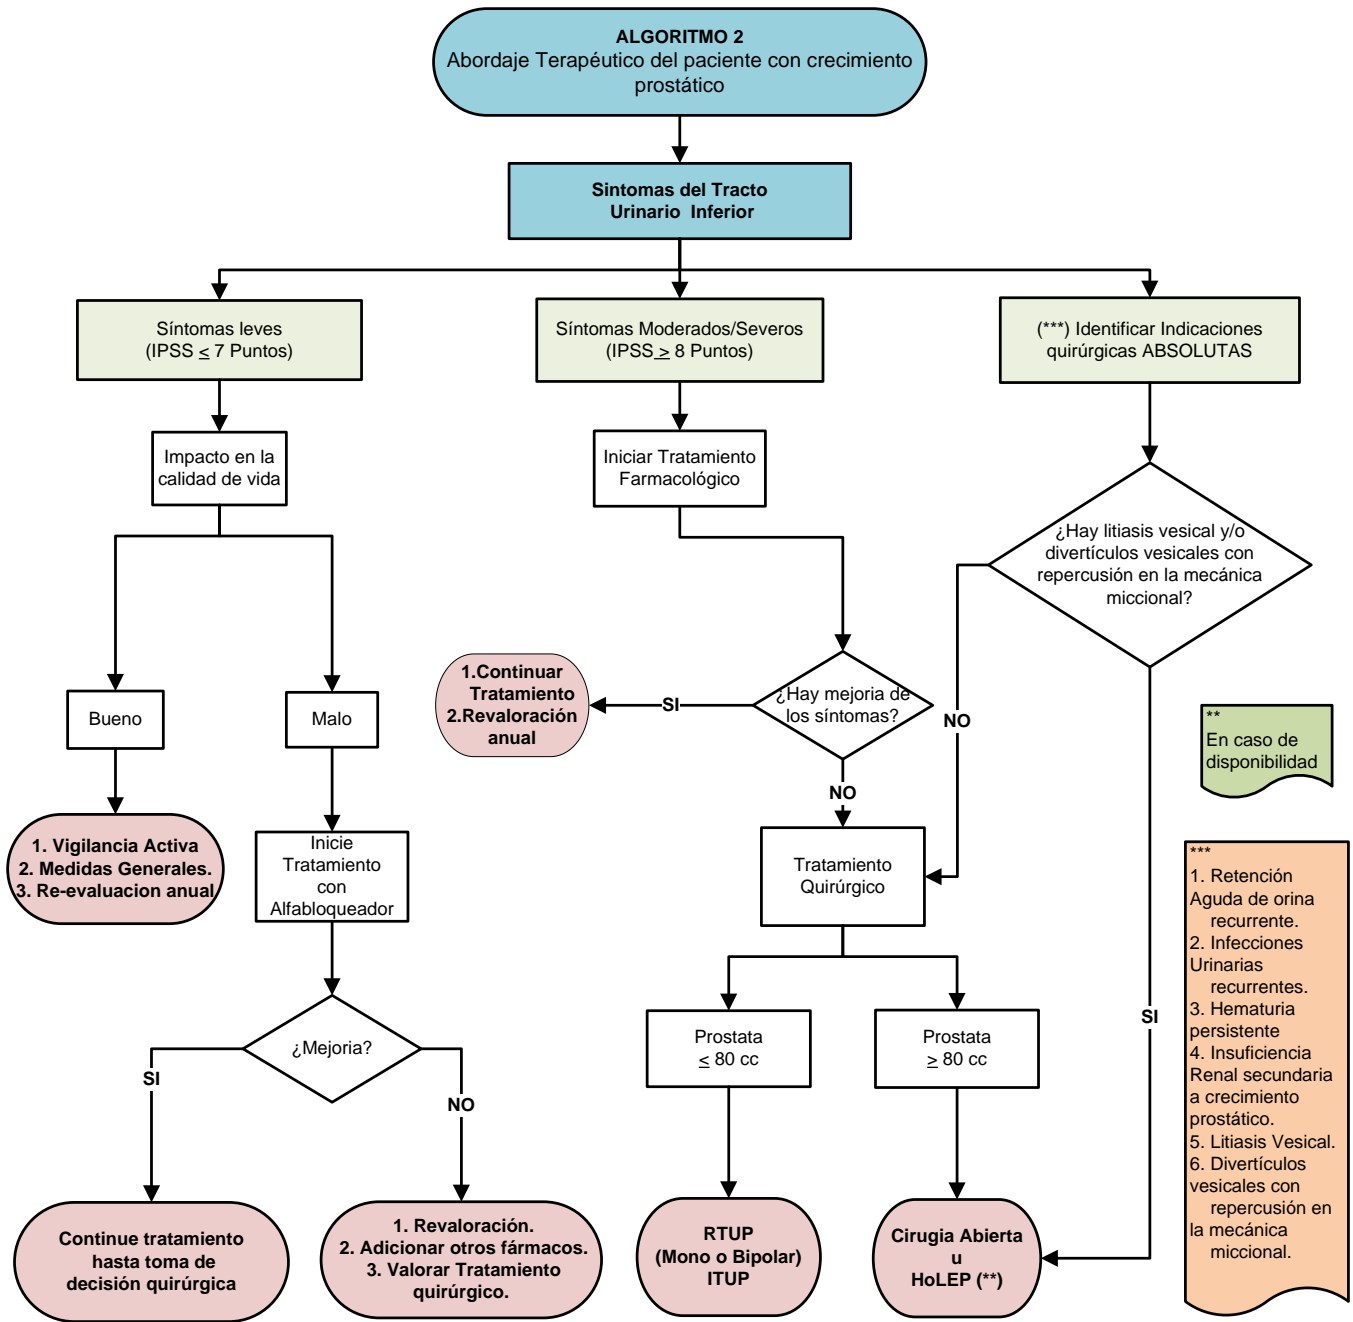 ALGORITMO 2
Abordaje Terapéutico del paciente con crecimiento
prostático
Sintomas del Tracto
Urinario Inferior
Síntomas leves
(IPSS < 7 Puntos)
Síntomas Moderados/Severos
(IPSS > 8 Puntos)
(***) Identificar Indicaciones
quirúrgicas ABSOLUTAS
Impacto en la
calidad de vida
Iniciar Tratamiento
Farmacológico
¿Hay litiasis vesical y/o
divertículos vesicales con
repercusión en la mecánica
miccional?
Bueno
Malo
1.Continuar
Tratamiento
2.Revaloración
anual
SI
¿Hay mejoria de
los síntomas?
NO
NO
**
En caso de
disponibilidad
1. Vigilancia Activa
2. Medidas Generales.
3. Re-evaluacion anual
Inicie
Tratamiento
con
Alfabloqueador
Tratamiento
Quirúrgico
***
1. Retención
Aguda de orina
recurrente.
2. Infecciones
Urinarias
recurrentes.
3. Hematuria
persistente
4. Insuficiencia
Renal secundaria
a crecimiento
prostático.
5. Litiasis Vesical.
6. Divertículos
vesicales con
repercusión en
la mecánica
miccional.
¿Mejoria?
SI
NO
Prostata
≤ 80 cc
Prostata
≥ 80 cc
SI
Continue tratamiento
hasta toma de
decisión quirúrgica
1. Revaloración.
2. Adicionar otros fármacos.
3. Valorar Tratamiento
quirúrgico.
RTUP
(Mono o Bipolar)
ITUP
Cirugia Abierta
u
HoLEP (**)